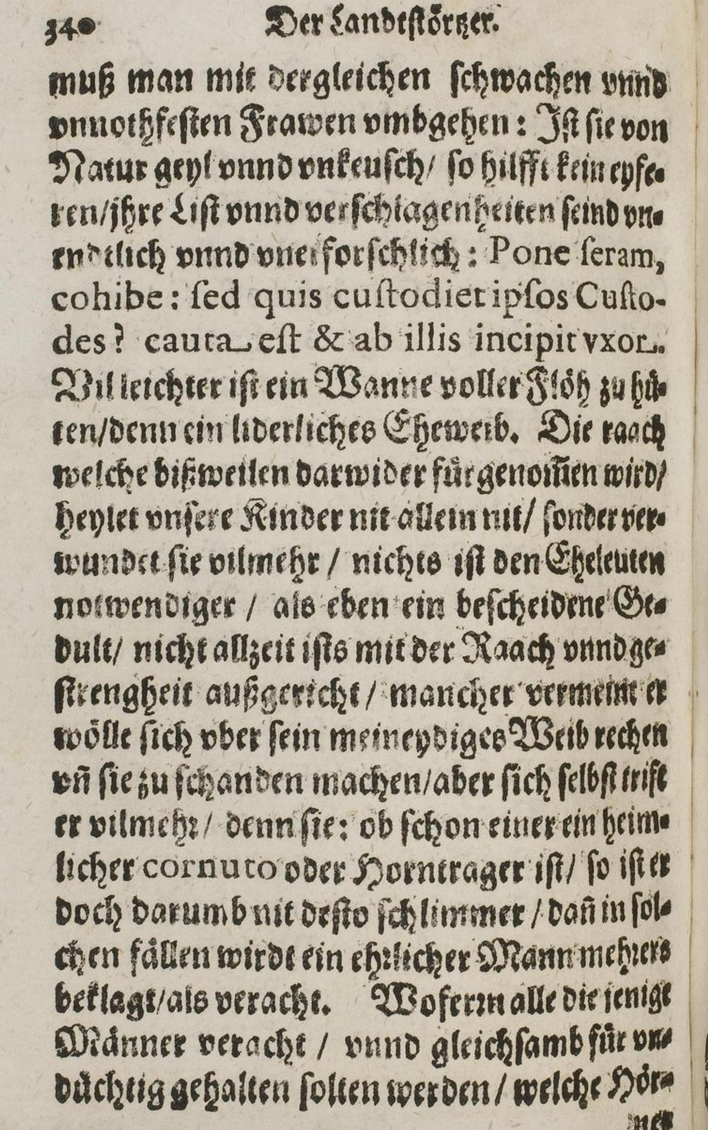 340 Der Landtstörtzer.
muß man mit dergleichen schwachen vnnd
vnnothfesten Frawen vmbgehen: Ist sie von
Natur geyl vnnd vnkeusch/ so hilfft kein eyfe-
ren/jhre List vnnd verschlagenheiten seind vn-
endtlich vnnd vnerforschlich: Pone seram,
cohibe: sed quis custodiet ipsos Custo-
des? cauta est & ab illis incipit vxor.
Vil leichter ist ein Wanne voller Flöh zu hü-
ten/denn ein liderliches Eheweib. Die raach
welche bißweilen darwider fürgenom̃en wird/
heylet vnsere Kinder nit allein nit/ sonder ver-
wundet sie vilmehr / nichts ist den Eheleuten
notwendiger / als eben ein bescheidene Ge-
dult/ nicht allzeit ists mit der Raach vnnd ge-
strengheit außgericht/ mancher vermeint er
wölle sich vber sein meineydiges Weib rechen
vn̄ sie zu schanden machen/aber sich selbst trift
er vilmehr/ denn sie: ob schon einer ein heim-
licher cornuto oder Horntrager ist/ so ist er
doch darumb nit desto schlimmer / dan̄ in sol-
chen fällen wirdt ein ehrlicher Mann mehrers
beklagt/als veracht. Woferrn alle die jenige
Männer veracht / vnnd gleichsamb für vn-
düchtig gehalten solten werden/ welche Hör-
ner